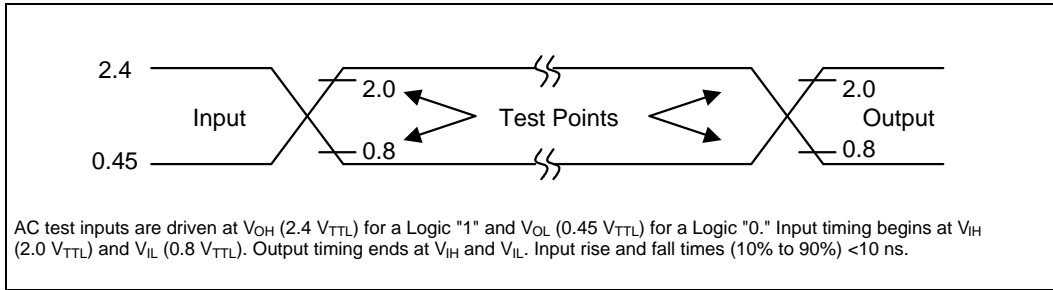 2.4
2.0
2.0
Input
Test Points
Output
0.8
0.8
0.45
AC test inputs are driven at VOH (2.4 VTTL) for a Logic "1" and VOL (0.45 VTTL) for a Logic "0." Input timing begins at VIH
(2.0 VTTL) and VIL (0.8 VTTL). Output timing ends at VIH and VIL. Input rise and fall times (10% to 90%) <10 ns.